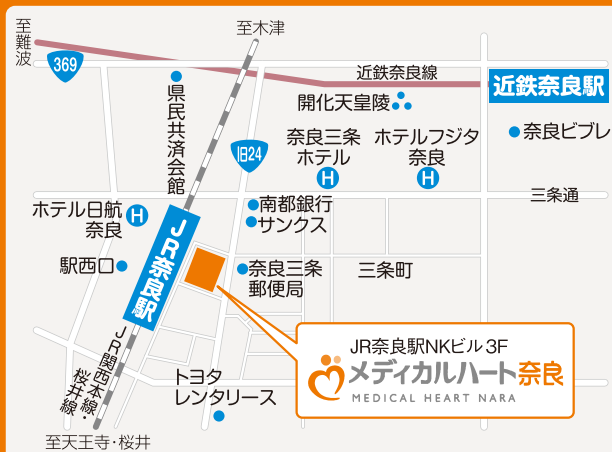 至難波
至木津
369
近鉄奈良線
近鉄奈良駅
県民共済会館
開化天皇陵
奈良ビブレ
旧24
奈良三条
ホテル
ホテルフジタ
奈良
H
H
三条通
ホテル日航
奈良
H
南都銀行
サンクス
JR奈良駅
駅西口
奈良三条
郵便局
三条町
JR関西本線・
桜井線
JR奈良駅NKビル3F
メディカルハート奈良
MEDICAL HEART NARA
トヨタ
レンタリース
至天王寺・桜井